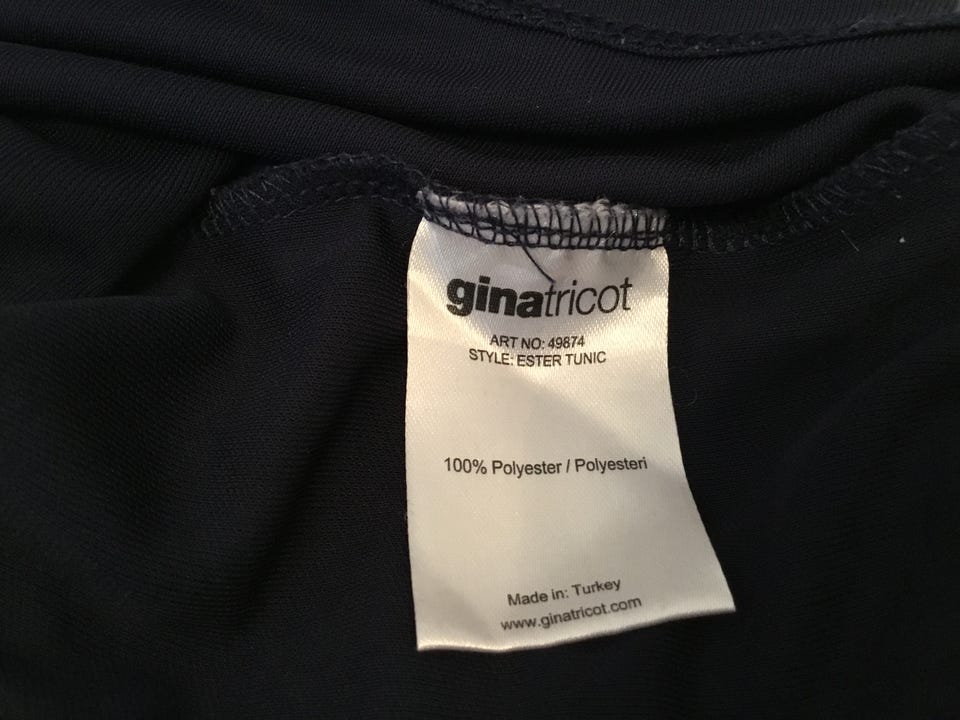 ginatricot
ART NO: 49874
STYLE: ESTER TUNIC
100% Polyester / Polyesteri
Made in: Turkey
www.ginatricot.com